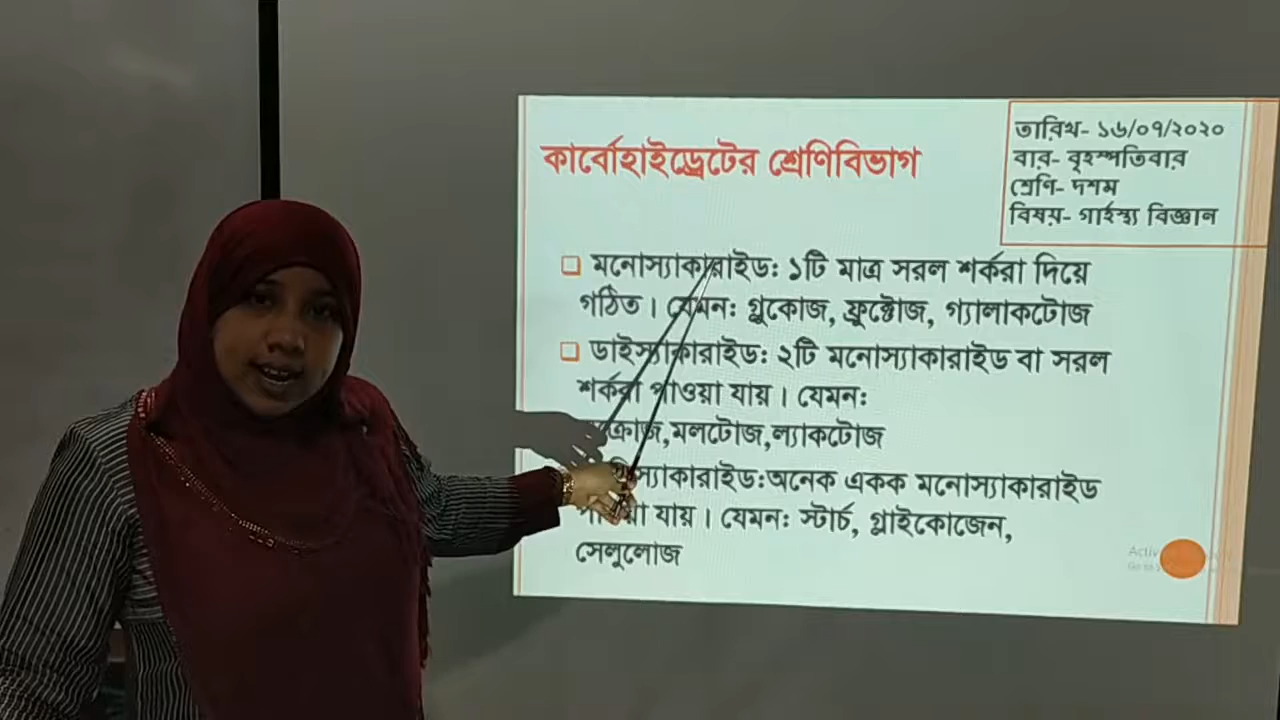 কার্বোহাইড্রেটের শ্রেণিবিভাগ
তারিখ- ১৬/০৭/২০২০
বার- বৃহস্পতিবার
শ্রেণি- দশম
বিষয়- গার্হস্থ্য বিজ্ঞান
মনোস্যাকারাইড: ১টি মাত্র সরল শর্করা দিয়ে
গঠিত। যেমন: গ্লুকোজ, ফ্রুক্টোজ, গ্যালাকটোজ
ডাইস্যাকারাইড: ২টি মনোস্যাকারাইড বা সরল
শর্করা পাওয়া যায়। যেমন:
মলটোজ,ল্যাকটোজ
অনেক একক মনোস্যাকারাইড
যায়। যেমন: স্টার্চ, গ্লাইকোজেন,
সেলুলোজ